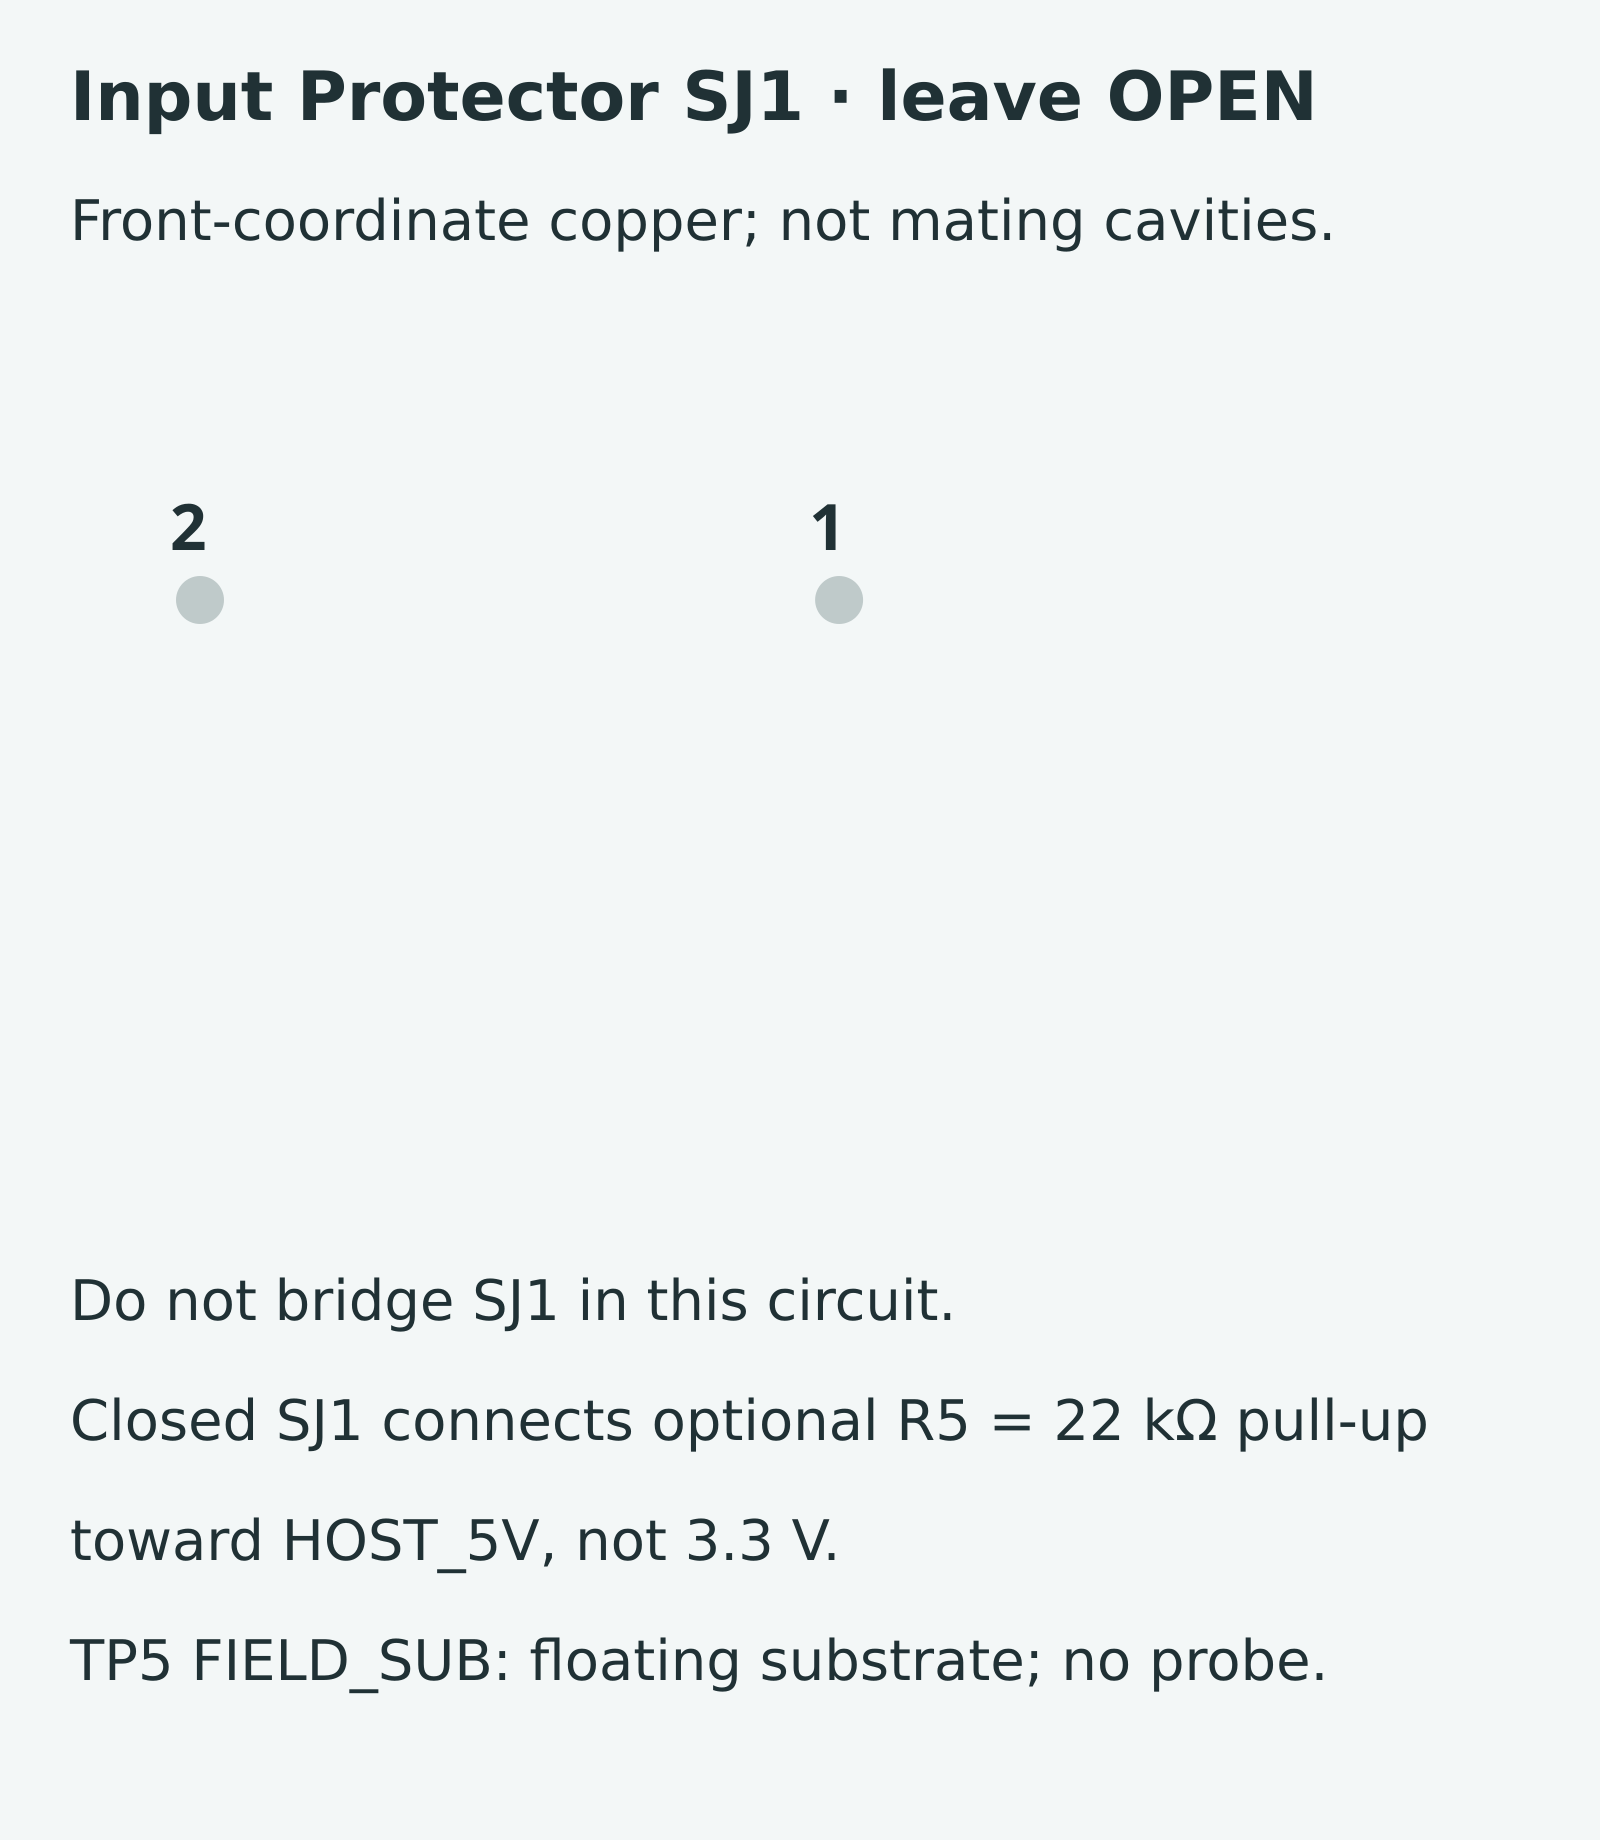 Input Protector SJ1 · leave OPEN
Front-coordinate copper; not mating cavities.
2 1
Do not bridge SJ1 in this circuit.
Closed SJ1 connects optional R5 = 22 kΩ pull-up
toward HOST_5V, not 3.3 V.
TP5 FIELD_SUB: floating substrate; no probe.